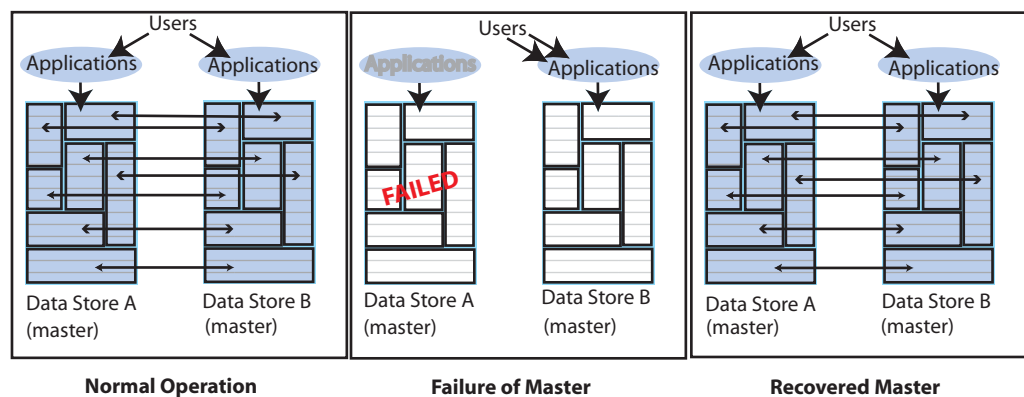 Users
Applications
Applications
Data Store A
(master)
Data Store B
(master)
Normal Operation
Users
Applications
Applications
FAILED
Data Store A
(master)
Data Store B
(master)
Failure of Master
Users
Applications
Applications
Data Store A
(master)
Data Store B
(master)
Recovered Master